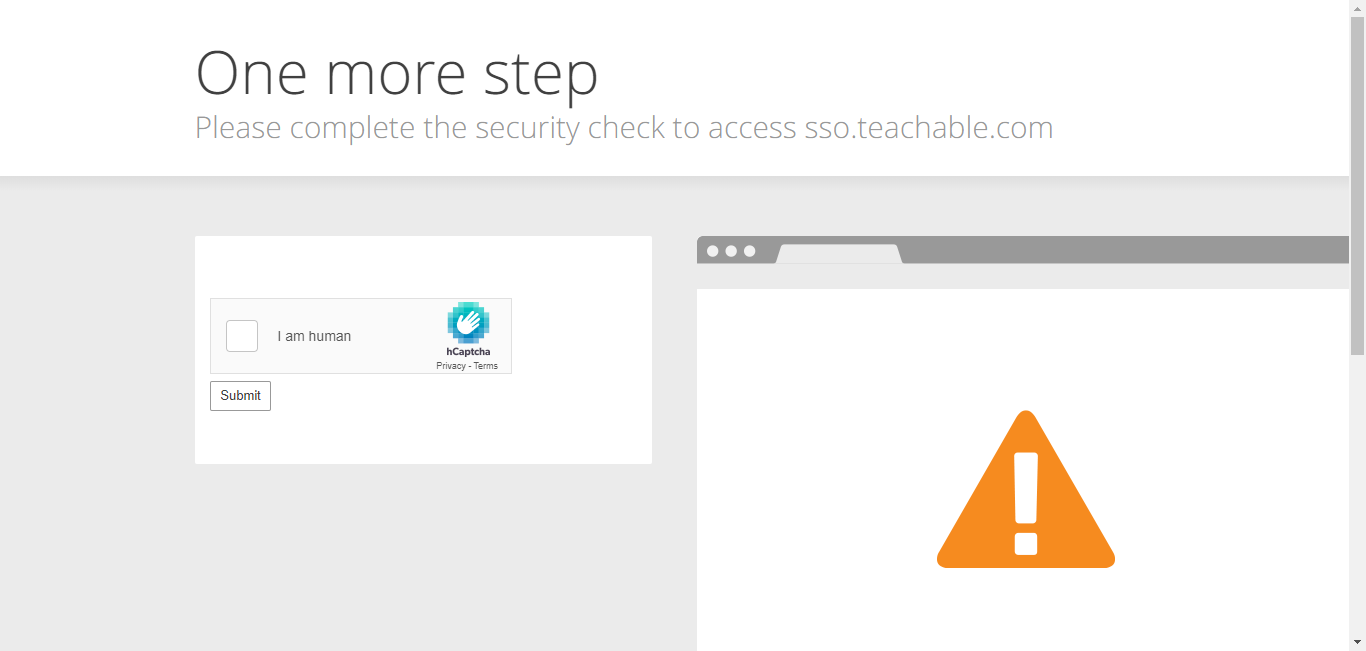 One more step
Please complete the security check to access sso.teachable.com
I am human
hCaptcha
Privacy - Terms
Submit